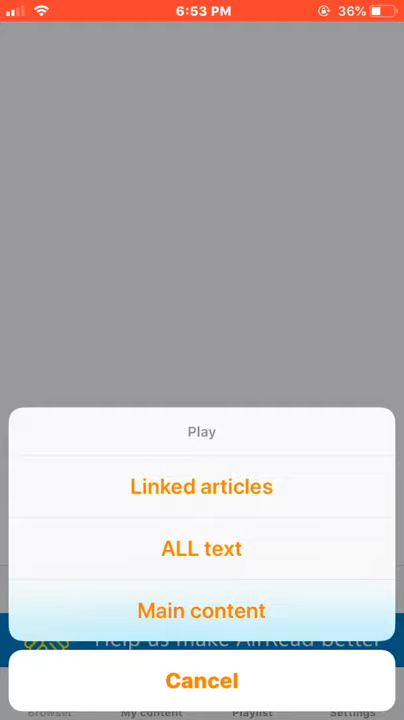 6:53 PM
36%
Play
Linked articles
ALL text
Main content
Help us make AirRead better
Cancel
Browser
My content
Playlist
Settings